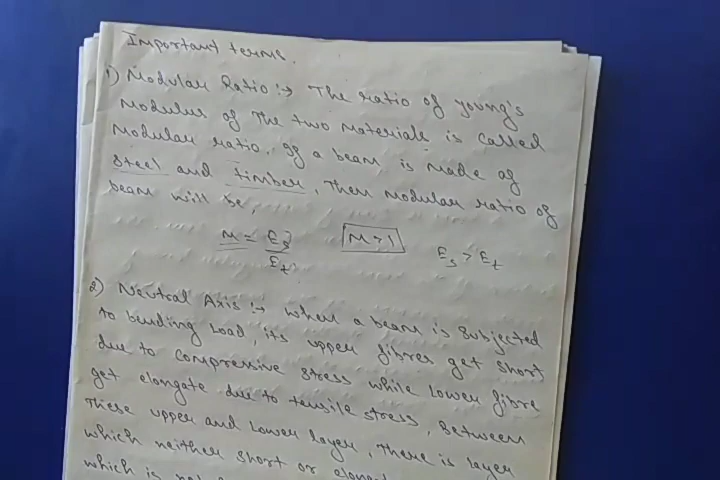 Important terms.
1) Modular Ratio :→ The ratio of young's
modulus of The two materials is called
modular ratio. If a beam is made of
steel and timber, Then modular ratio of
beam will be,
m = Es/Et   m > 1   Es > Et
2) Neutral Axis :→ when a beam is subjected
to bending load, its upper fibres get short
due to compressive stress while lower fibre
get elongate due to tensile stress, Between
These upper and lower layer, There is layer
which neither short or
which is